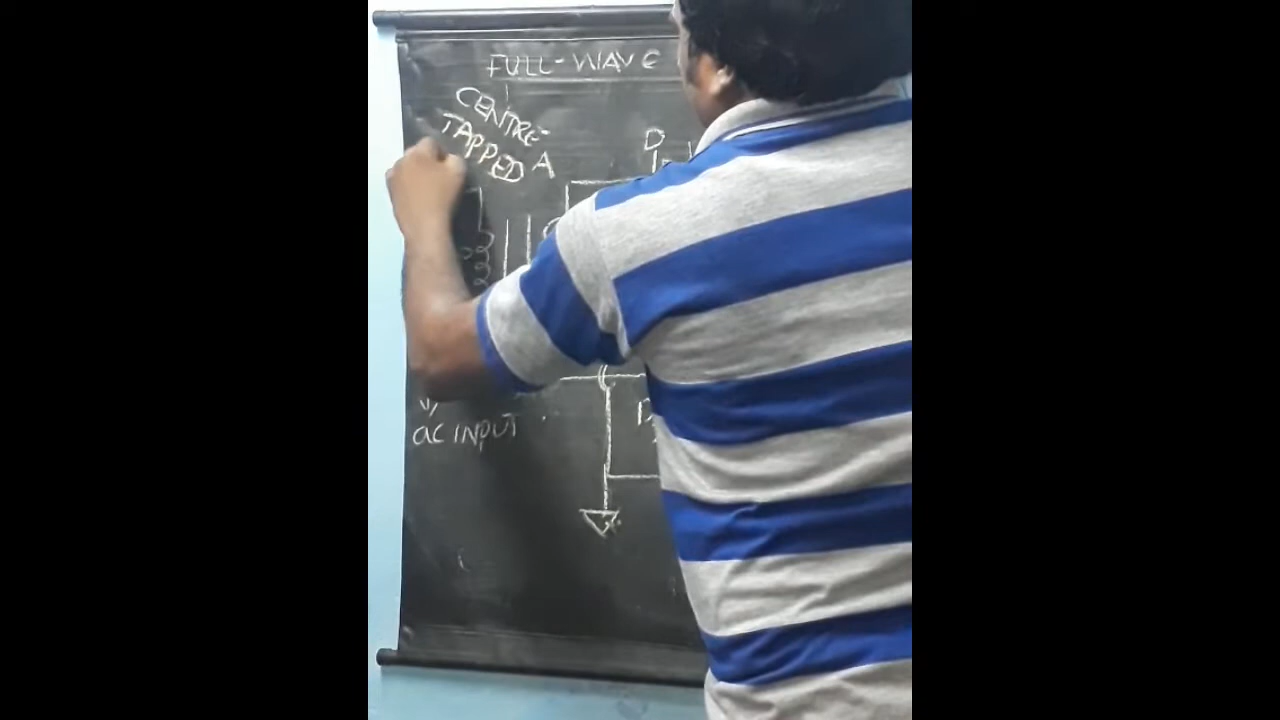 FULL-WAVE
CENTRE-
TAPPED
A
D
ac INPUT
D